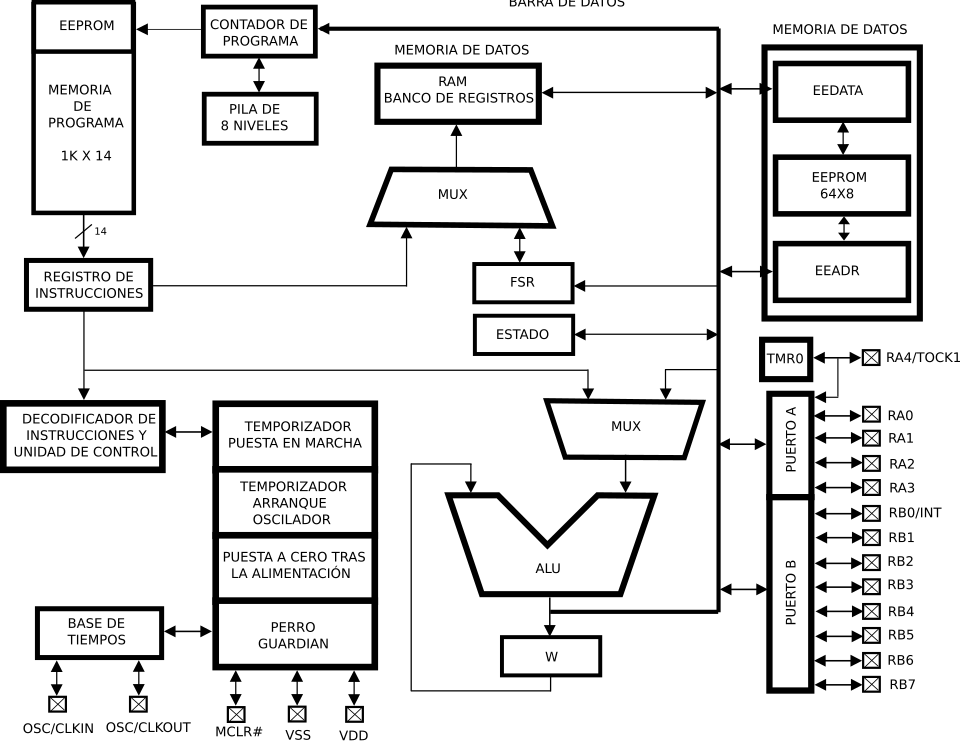 BARRA DE DATOS
EEPROM
MEMORIA
DE
PROGRAMA
1K X 14
14
CONTADOR DE
PROGRAMA
PILA DE
8 NIVELES
MEMORIA DE DATOS
RAM
BANCO DE REGISTROS
MUX
FSR
ESTADO
MEMORIA DE DATOS
EEDATA
EEPROM
64X8
EEADR
REGISTRO DE
INSTRUCCIONES
DECODIFICADOR DE
INSTRUCCIONES Y
UNIDAD DE CONTROL
TEMPORIZADOR
PUESTA EN MARCHA
TEMPORIZADOR
ARRANQUE
OSCILADOR
PUESTA A CERO TRAS
LA ALIMENTACIÓN
PERRO
GUARDIAN
BASE DE
TIEMPOS
OSC/CLKIN
OSC/CLKOUT
MCLR#
VSS
VDD
MUX
ALU
W
TMR0
RA4/TOCK1
PUERTO A
RA0
RA1
RA2
RA3
PUERTO B
RB0/INT
RB1
RB2
RB3
RB4
RB5
RB6
RB7